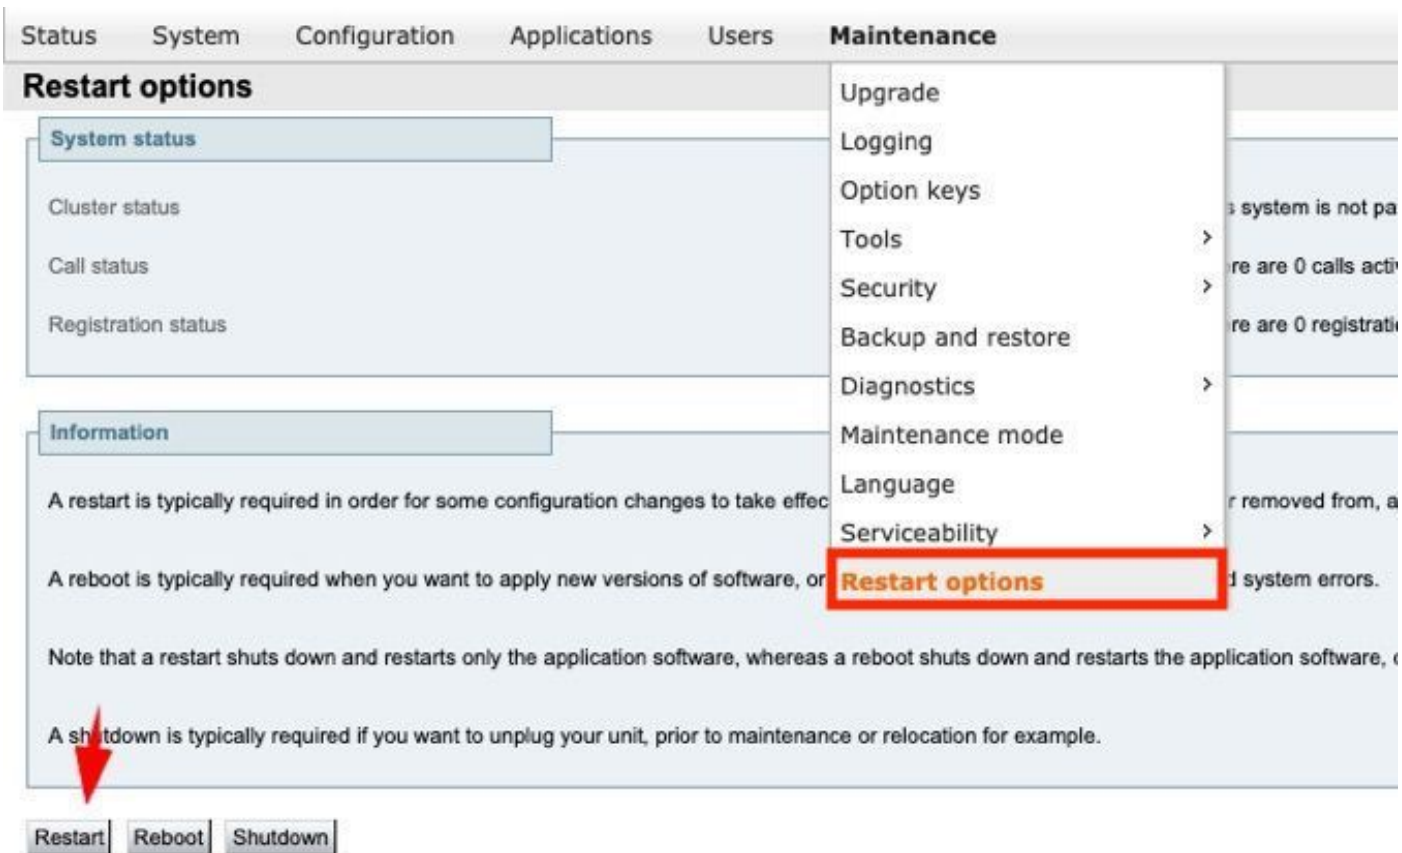 Status System Configuration Applications Users Maintenance
Restart options
Upgrade
Logging
Option keys
Tools
Security
Backup and restore
Diagnostics
Maintenance mode
Language
Serviceability
Restart options
System status
Cluster status system is not pa
Call status re are 0 calls acti
Registration status re are 0 registrati
Information
A restart is typically required in order for some configuration changes to take effec r removed from, a
A reboot is typically required when you want to apply new versions of software, or d system errors.
Note that a restart shuts down and restarts only the application software, whereas a reboot shuts down and restarts the application software,
A shutdown is typically required if you want to unplug your unit, prior to maintenance or relocation for example.
Restart Reboot Shutdown